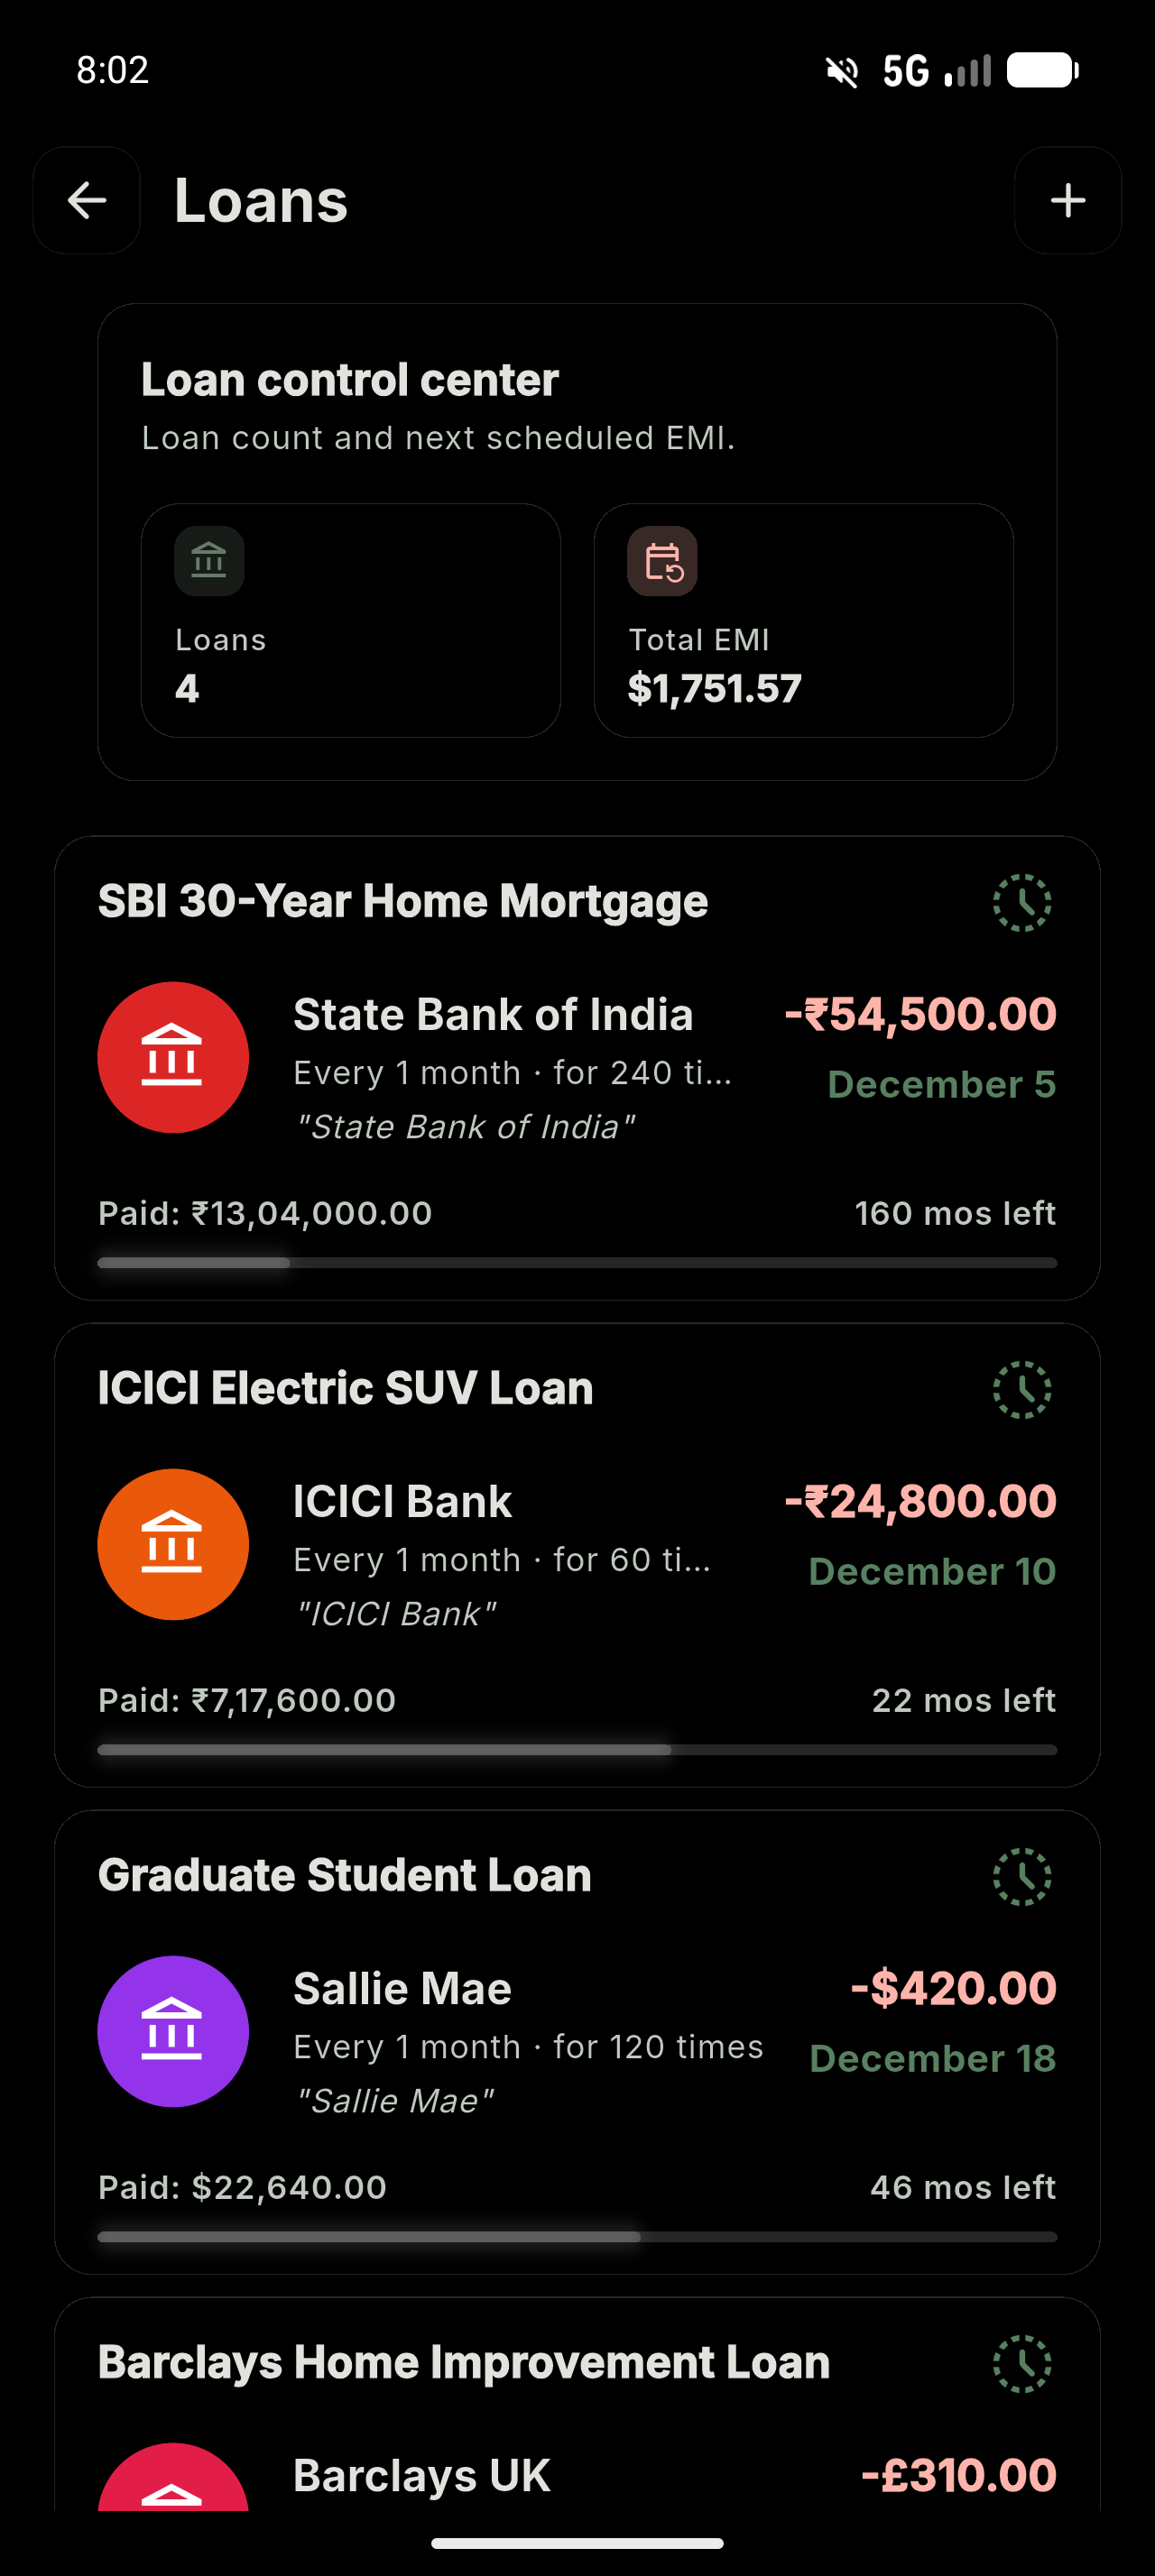 8:02
5G
Loans
Loan control center
Loan count and next scheduled EMI.
Loans
4
Total EMI
$1,751.57
SBI 30-Year Home Mortgage
State Bank of India
-₹54,500.00
Every 1 month · for 240 ti...
December 5
"State Bank of India"
Paid: ₹13,04,000.00
160 mos left
ICICI Electric SUV Loan
ICICI Bank
-₹24,800.00
Every 1 month · for 60 ti...
December 10
"ICICI Bank"
Paid: ₹7,17,600.00
22 mos left
Graduate Student Loan
Sallie Mae
-$420.00
Every 1 month · for 120 times
December 18
"Sallie Mae"
Paid: $22,640.00
46 mos left
Barclays Home Improvement Loan
Barclays UK
-£310.00